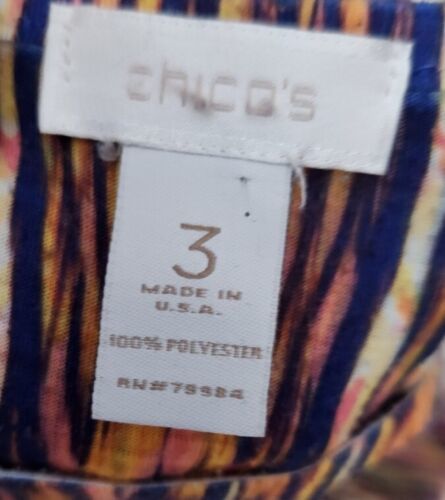 chico's
3
MADE IN
U.S.A.
100% POLYESTER
RN#79984